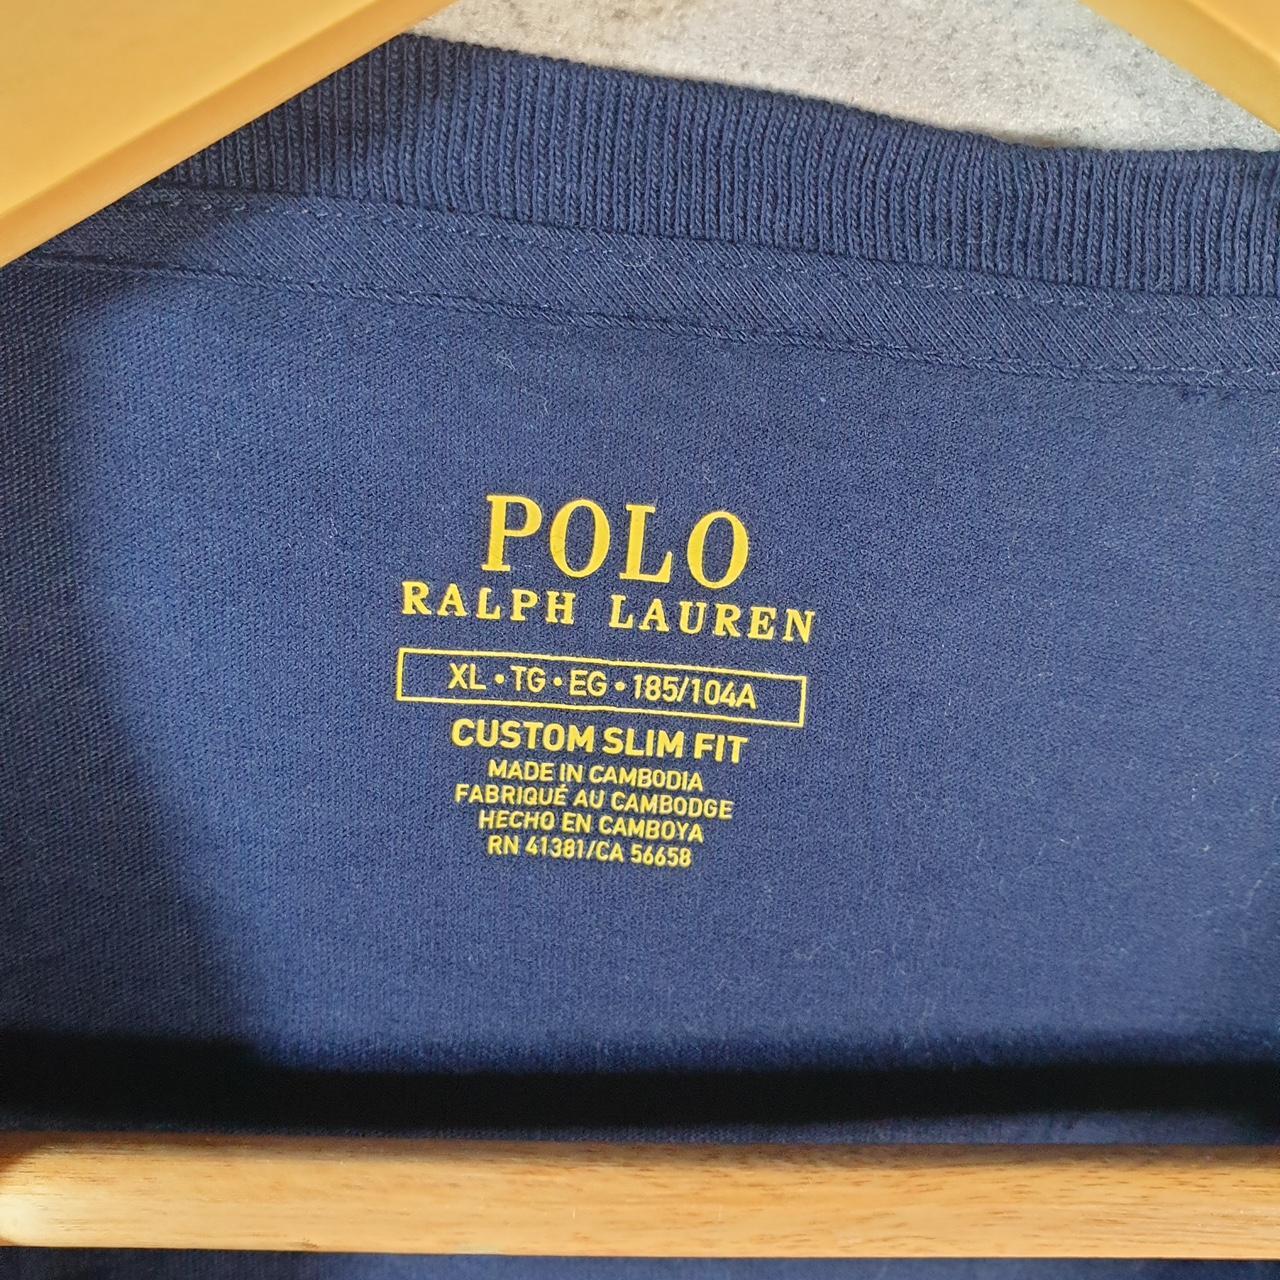 POLO
RALPH LAUREN
XL • TG • EG • 185/104A
CUSTOM SLIM FIT
MADE IN CAMBODIA
FABRIQUÉ AU CAMBODGE
HECHO EN CAMBOYA
RN 41381/CA 56658